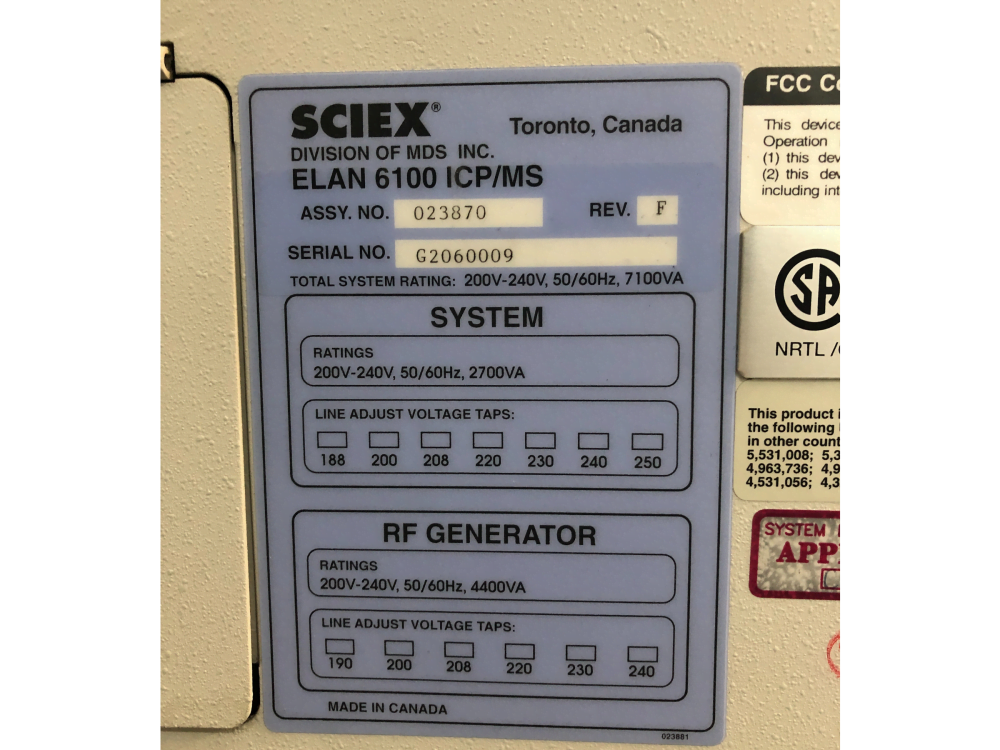 SCIEX®
Toronto, Canada
DIVISION OF MDS INC.
ELAN 6100 ICP/MS
ASSY. NO. 023870 REV. F
SERIAL NO. G2060009
TOTAL SYSTEM RATING: 200V-240V, 50/60Hz, 7100VA
SYSTEM
RATINGS
200V-240V, 50/60Hz, 2700VA
LINE ADJUST VOLTAGE TAPS:
188 200 208 220 230 240 250
RF GENERATOR
RATINGS
200V-240V, 50/60Hz, 4400VA
LINE ADJUST VOLTAGE TAPS:
190 200 208 220 230 240
MADE IN CANADA
023881
FCC
This device
Operation
(1) this
(2) this
including
SA
NRTL
This product
the following
in other
5,531,008;
4,963,736;
4,531,056;
SYSTEM